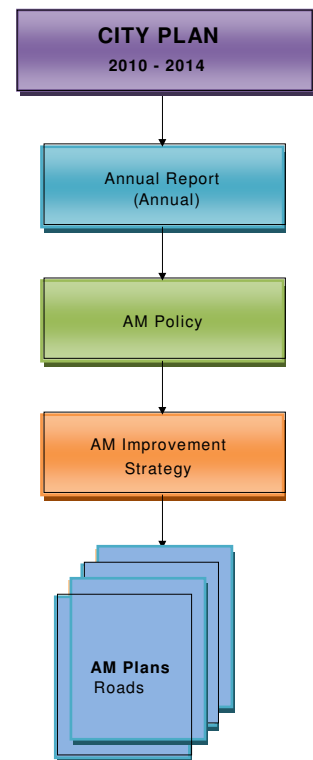 CITY PLAN
2010 - 2014
Annual Report
(Annual)
AM Policy
AM Improvement
Strategy
AM Plans
Roads